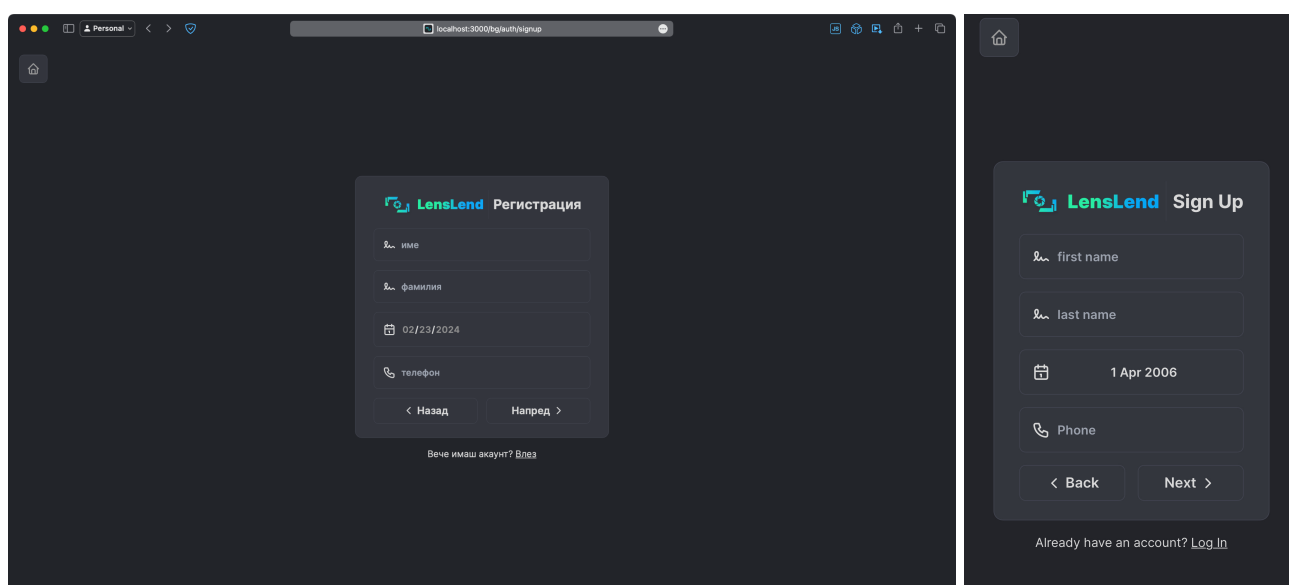 Personal
localhost:3000/bg/auth/signup
JS
LensLend Регистрация
име
фамилия
02/23/2024
телефон
Назад
Напред
Вече имаш акаунт? Влез
LensLend Sign Up
first name
last name
1 Apr 2006
Phone
Back
Next
Already have an account? Log In